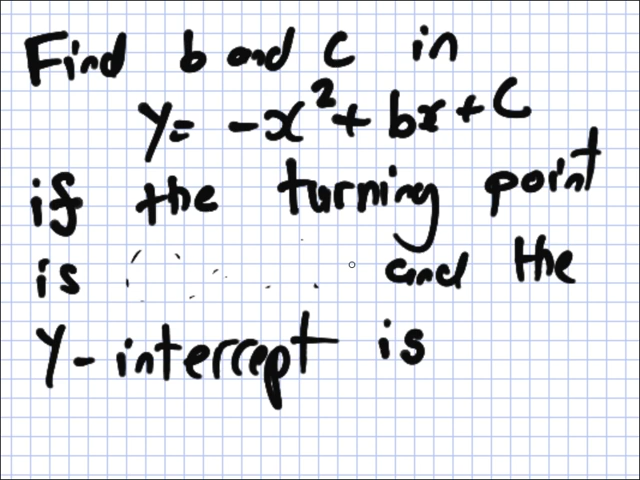 Find b and c in
y = -x² + bx + c
if the turning point
is and the
Y-intercept is